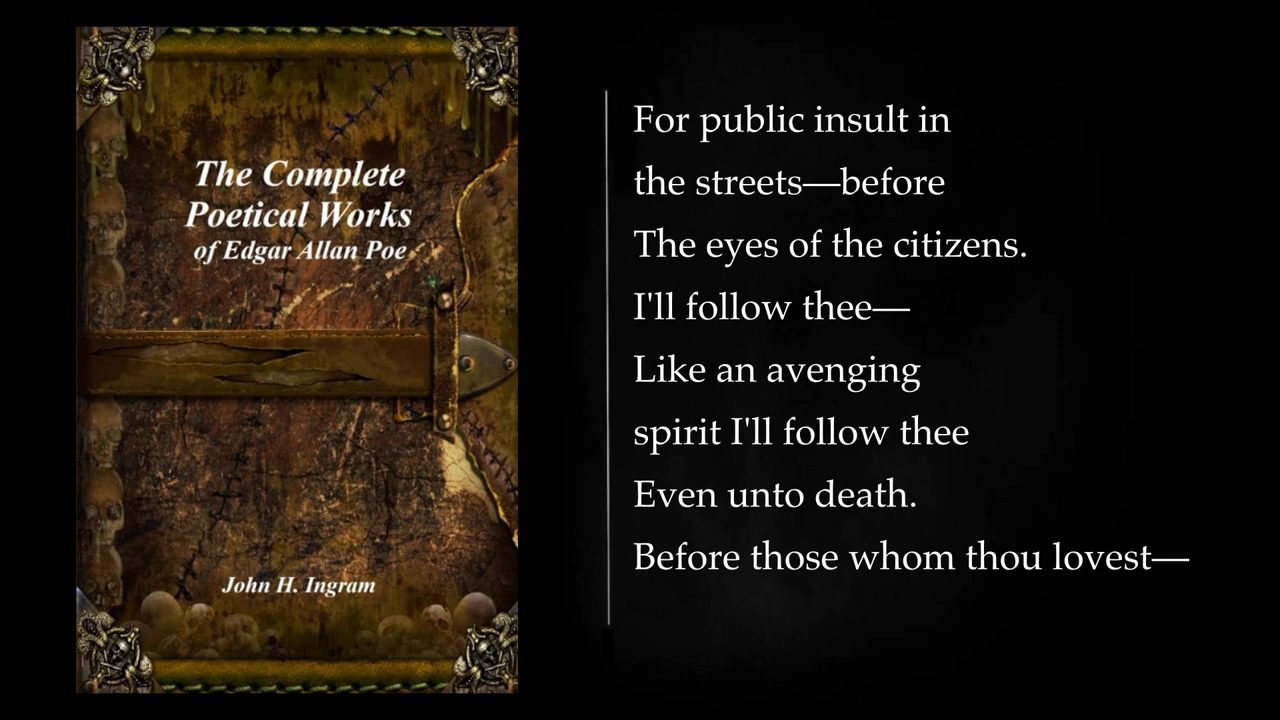 The Complete
Poetical Works
of Edgar Allan Poe
John H. Ingram
For public insult in
the streets—before
The eyes of the citizens.
I'll follow thee—
Like an avenging
spirit I'll follow thee
Even unto death.
Before those whom thou lovest—